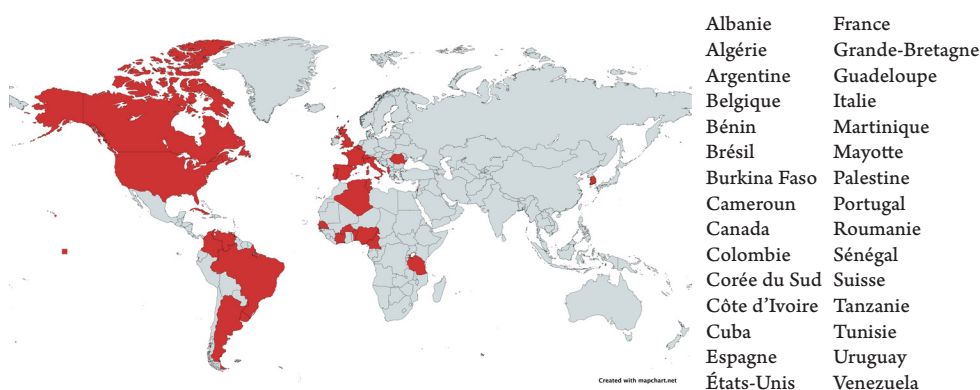 Albanie
Algérie
Argentine
Belgique
Bénin
Brésil
Burkina Faso
Cameroun
Canada
Colombie
Corée du Sud
Côte d’Ivoire
Cuba
Espagne
États-Unis
France
Grande-Bretagne
Guadeloupe
Italie
Martinique
Mayotte
Palestine
Portugal
Roumanie
Sénégal
Suisse
Tanzanie
Tunisie
Uruguay
Venezuela
Created with mapchart.net